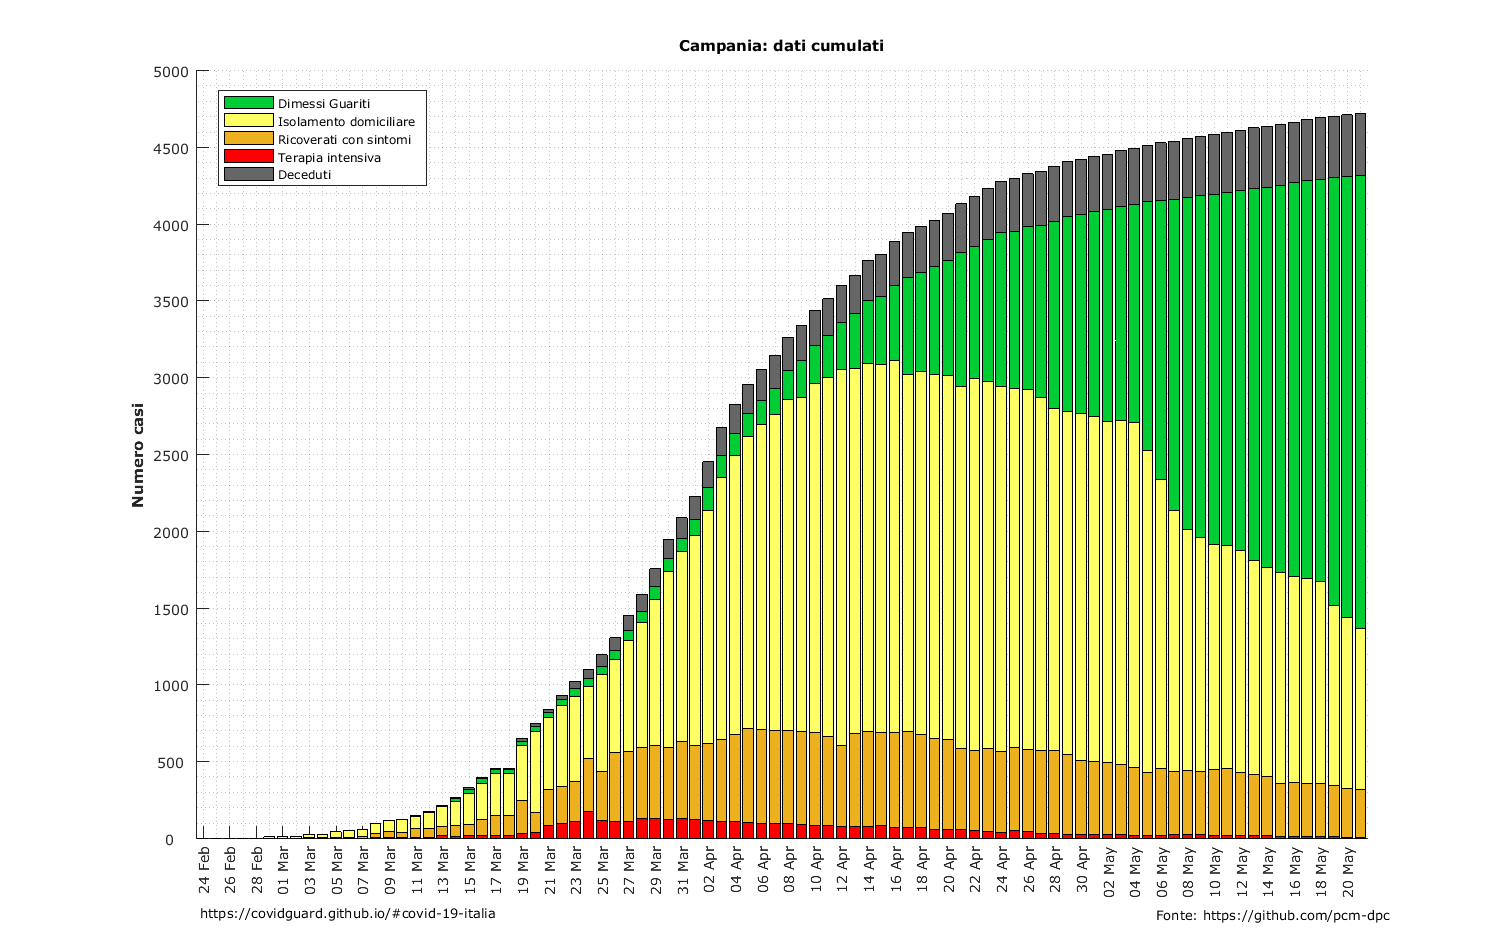 Campania: dati cumulati
5000
4500
4000
3500
3000
2500
2000
1500
1000
500
0
Numero casi
Dimessi Guariti
Isolamento domiciliare
Ricoverati con sintomi
Terapia intensiva
Deceduti
24 Feb
26 Feb
28 Feb
01 Mar
03 Mar
05 Mar
07 Mar
09 Mar
11 Mar
13 Mar
15 Mar
17 Mar
19 Mar
21 Mar
23 Mar
25 Mar
27 Mar
29 Mar
31 Mar
02 Apr
04 Apr
06 Apr
08 Apr
10 Apr
12 Apr
14 Apr
16 Apr
18 Apr
20 Apr
22 Apr
24 Apr
26 Apr
28 Apr
30 Apr
02 May
04 May
06 May
08 May
10 May
12 May
14 May
16 May
18 May
20 May
https://covidguard.github.io/#covid-19-italia
Fonte: https://github.com/pcm-dpc